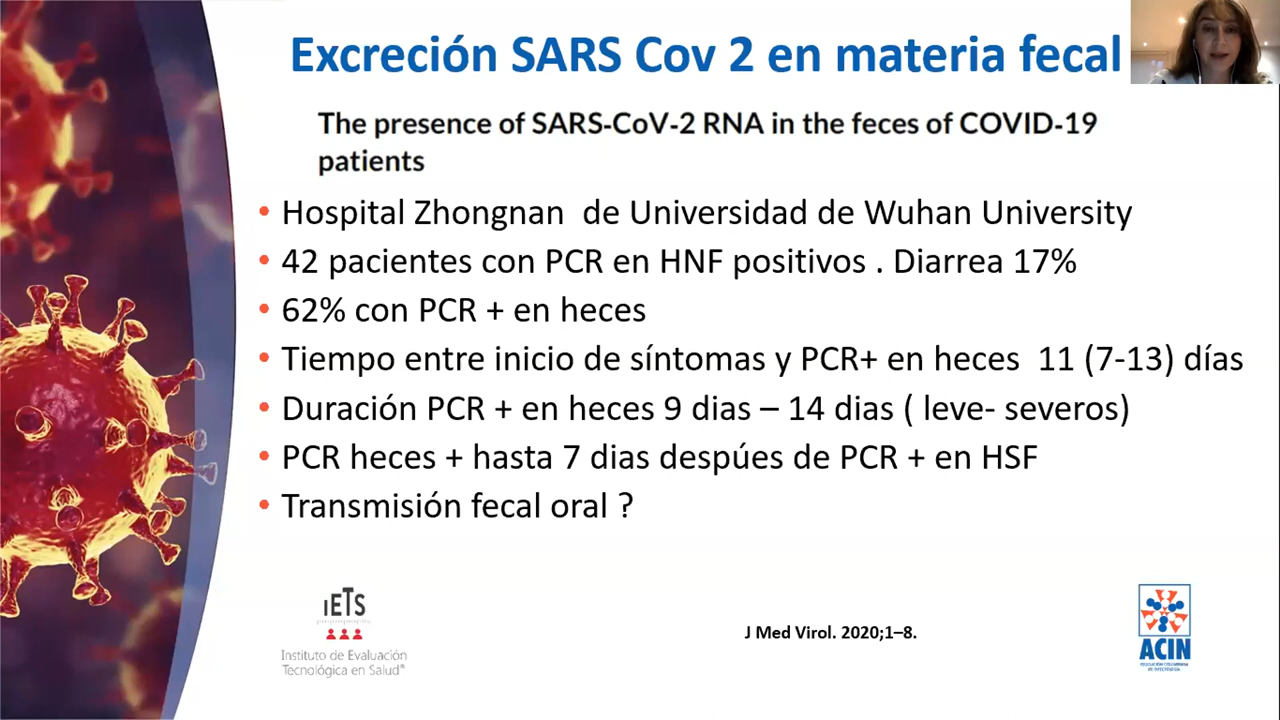 Excreción SARS Cov 2 en materia fecal
The presence of SARS-CoV-2 RNA in the feces of COVID-19
patients
• Hospital Zhongnan de Universidad de Wuhan University
• 42 pacientes con PCR en HNF positivos . Diarrea 17%
• 62% con PCR + en heces
• Tiempo entre inicio de síntomas y PCR+ en heces 11 (7-13) días
• Duración PCR + en heces 9 dias – 14 dias ( leve- severos)
• PCR heces + hasta 7 dias despúes de PCR + en HSF
• Transmisión fecal oral ?
iETS
Instituto de Evaluación
Tecnológica en Salud®
J Med Virol. 2020;1–8.
ACIN